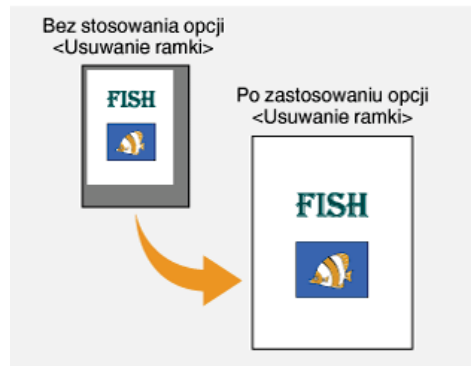 Bez stosowania opcji
<Usuwanie ramki>
FISH
Po zastosowaniu opcji
<Usuwanie ramki>
FISH